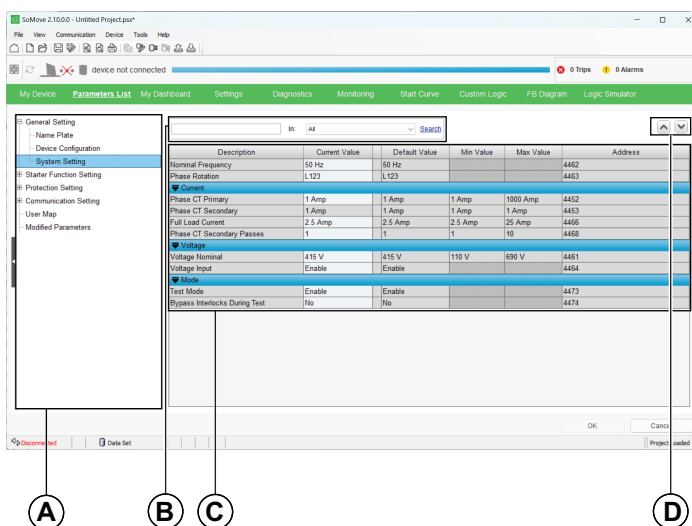 SoMove 2.10.0.0 - Untitled Project.psx*
File View Communication Device Tools Help
device not connected 0 Trips 0 Alarms
My Device Parameters List My Dashboard Settings Diagnostics Monitoring Start Curve Custom Logic FB Diagram Logic Simulator
General Setting
Name Plate
Device Configuration
System Setting
Starter Function Setting
Protection Setting
Communication Setting
User Map
Modified Parameters
In: All Search
Description Current Value Default Value Min Value Max Value Address
Nominal Frequency 50 Hz 50 Hz 4462
Phase Rotation L123 L123 4463
Current
Phase CT Primary 1 Amp 1 Amp 1 Amp 1000 Amp 4452
Phase CT Secondary 1 Amp 1 Amp 1 Amp 1 Amp 4453
Full Load Current 2.5 Amp 2.5 Amp 2.5 Amp 25 Amp 4466
Phase CT Secondary Passes 1 1 1 10 4468
Voltage
Voltage Nominal 415 V 415 V 110 V 690 V 4461
Voltage Input Enable Enable 4464
Mode
Test Mode Enable Enable 4473
Bypass Interlocks During Test No No 4474
OK Cance
Disconnected Data Set Project loaded
A B C D